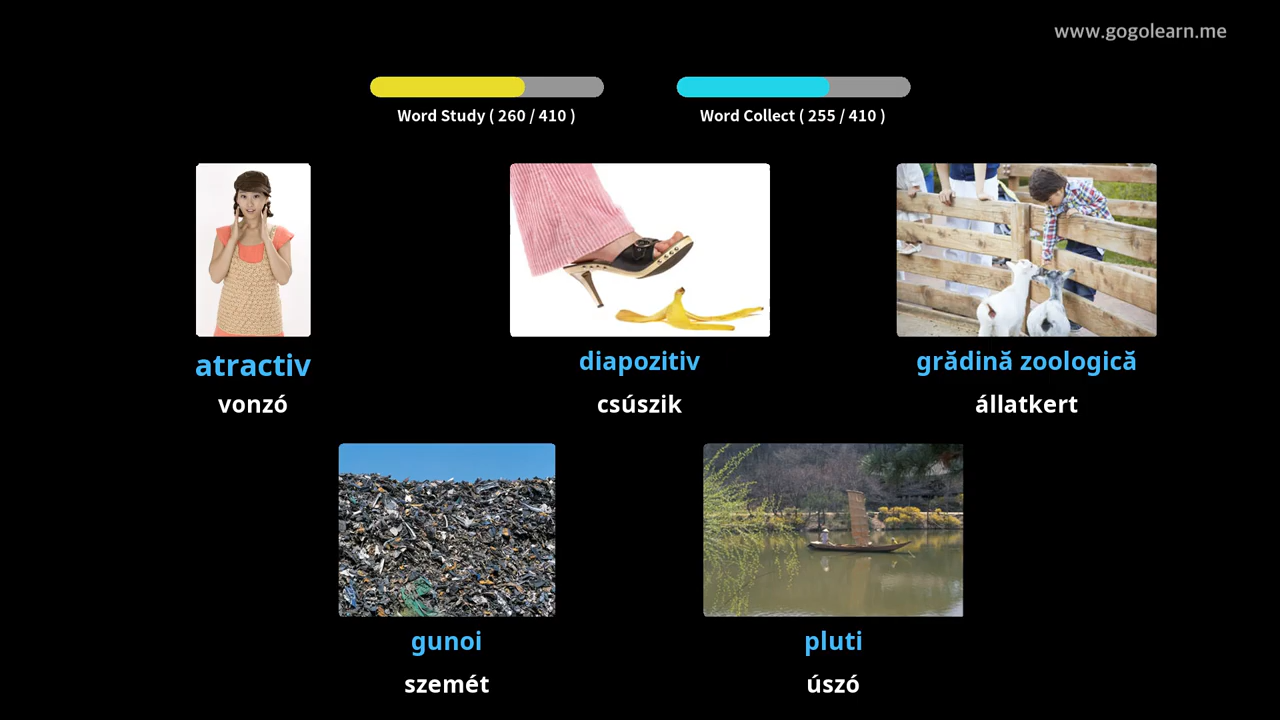 www.gogolearn.me
Word Study ( 260 / 410 )
Word Collect ( 255 / 410 )
atractiv
vonzó
diapozitiv
csúszik
grădină zoologică
állatkert
gunoi
szemét
pluti
úszó